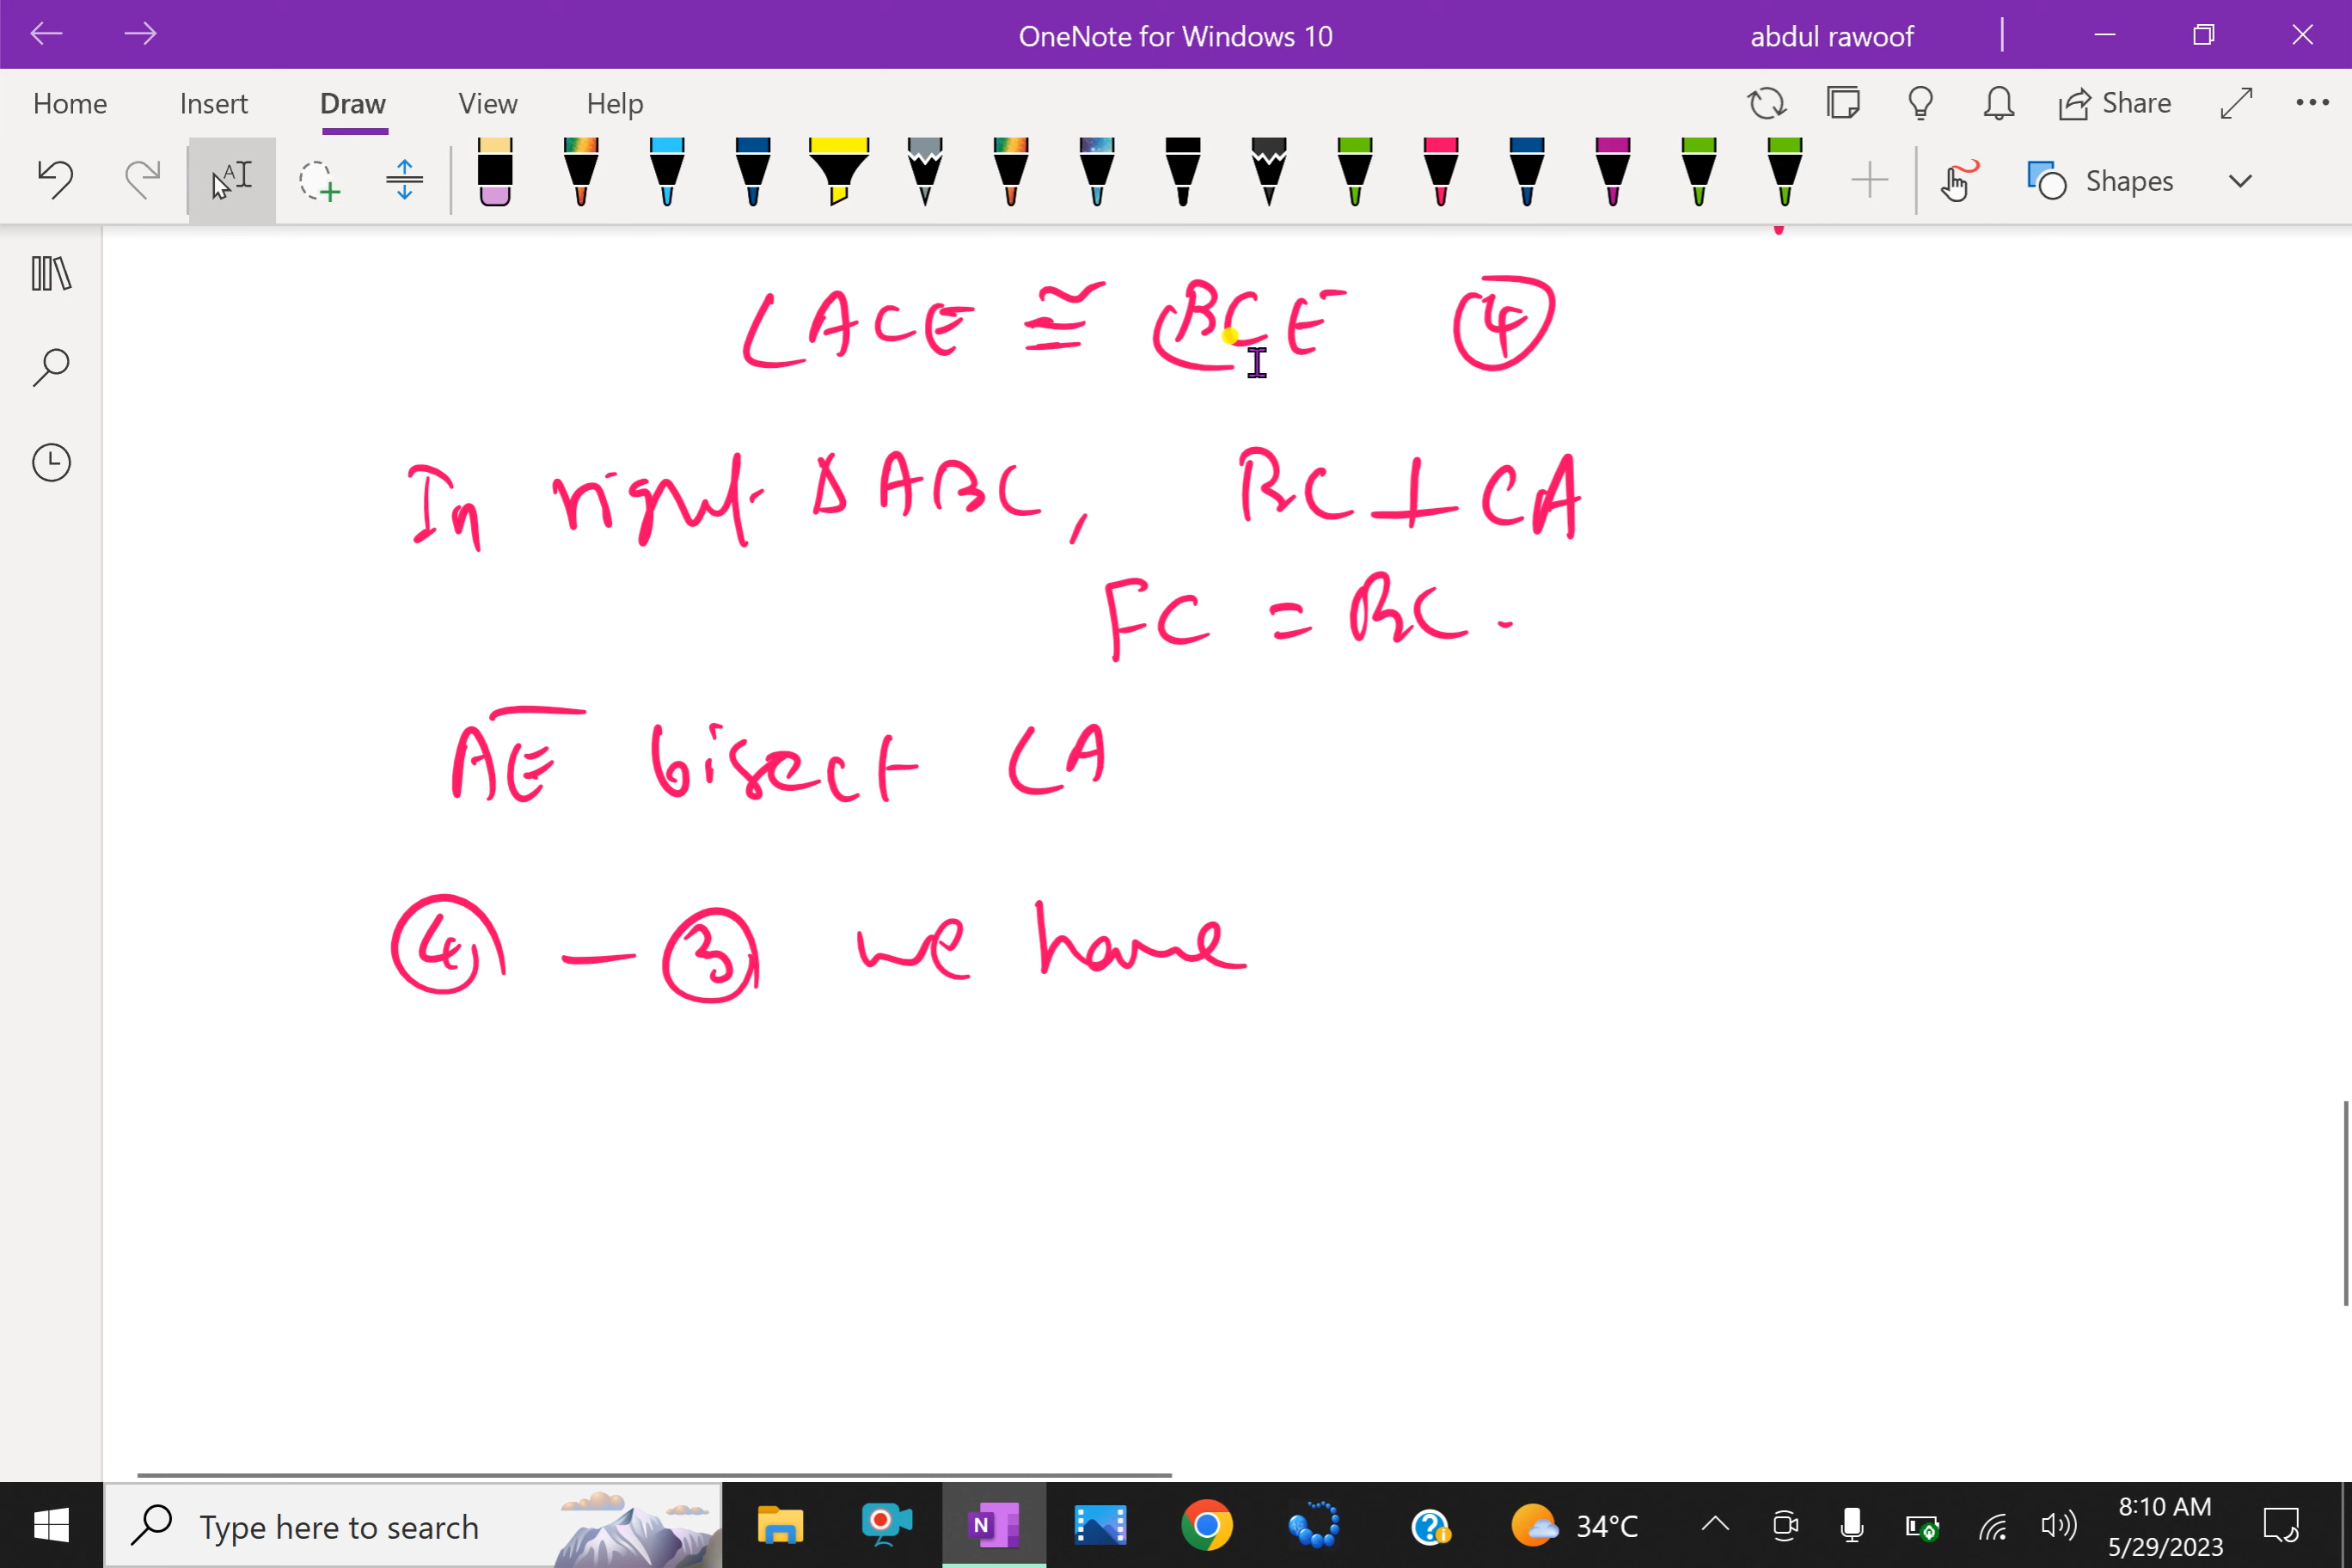 OneNote for Windows 10
abdul rawoof
Home Insert Draw View Help
Share
Shapes
∠ACE ≅ ∠BCE ④
In right Δ ABC, BC ⊥ CA
FC = BC.
AE bisect ∠A
④ — ③ we have
Type here to search
34°C
8:10 AM
5/29/2023